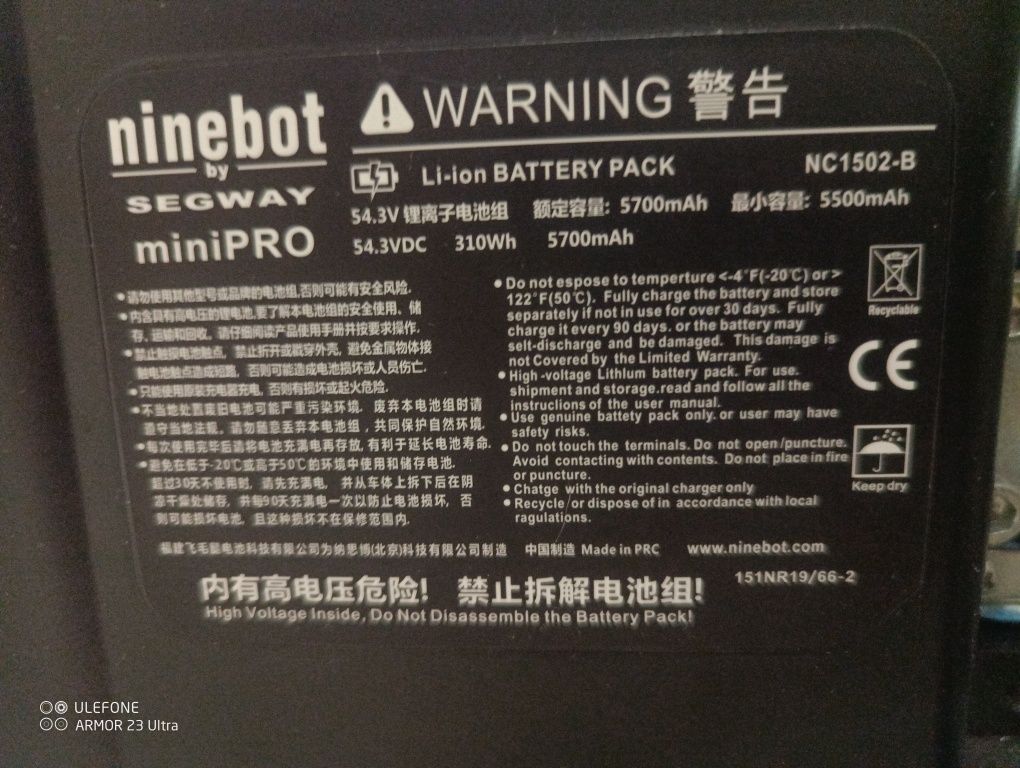 ninebot
by
SEGWAY
miniPRO
WARNING 警告
Li-ion BATTERY PACK NC1502-B
54.3V 锂离子电池组 额定容量: 5700mAh 最小容量: 5500mAh
54.3VDC 310Wh 5700mAh
• 请勿使用其他型号或品牌的电池组,否则可能有安全风险.
• 内含具有高电压的锂电池,要了解本电池组的安全使用、储
存、运输和回收, 请仔细阅读产品使用手册并按要求操作.
• 禁止触摸电池触点, 禁止折开或戳穿外壳, 避免金属物体接
触电池触点造成短路, 否则可能造成电池损坏或人员伤亡.
• 只能使用原装充电器充电, 否则有损坏或起火危险.
• 不当地处置废旧电池可能严重污染环境, 废弃本电池组时请
遵守当地法规, 请勿随意丢弃本电池组, 共同保护自然环境.
• 每次使用完毕后请将电池充满电再存放, 有利于延长电池寿命.
• 避免在低于-20℃或高于50℃的环境中使用和储存电池.
超过30天不使用时, 请先充满电, 并从车体上拆下后在阴
凉干燥处储存, 并每90天充满电一次以防止电池损坏, 否
则可能损坏电池, 且这种损坏不在保修范围内.
• Do not espose to temperture <-4°F(-20℃) or >
122°F(50℃). Fully charge the battery and store
separately if not in use for over 30 days. Fully
charge it every 90 days. or the battery may
selt-discharge and be damaged. This damage is
not Covered by the Limited Warranty.
• High-voltage Lithlum battery pack. For use.
shipment and storage.read and follow all the
instruclions of the user manual.
• Use genuine battety pack only. or user may have
safety risks.
• Do not touch the terminals. Do not open/puncture.
Avoid contacting with contents. Do not place in fire
or puncture.
• Chatge with the original charger only
• Recycle/or dispose of in accordance with local
ragulations.
Recyclable
CE
Keep dry
福建飞毛腿电池科技有限公司为纳恩博(北京)科技有限公司制造 中国制造 Made in PRC www.ninebot.com
内有高电压危险! 禁止拆解电池组! 151NR19/66-2
High Voltage Inside, Do Not Disassemble the Battery Pack!
ULEFONE
ARMOR 23 Ultra